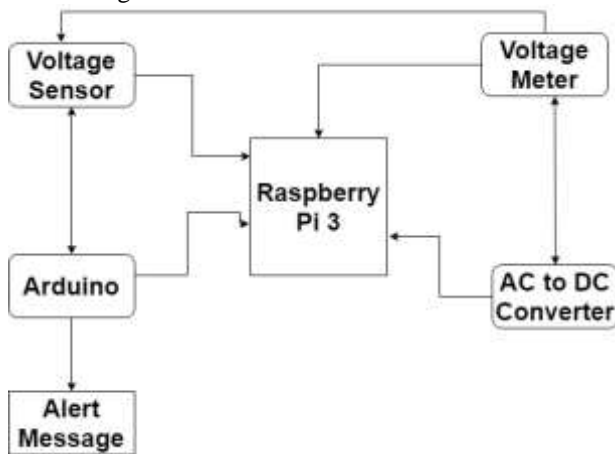 Voltage
Sensor
Voltage
Meter
Raspberry
Pi 3
Arduino
AC to DC
Converter
Alert
Message